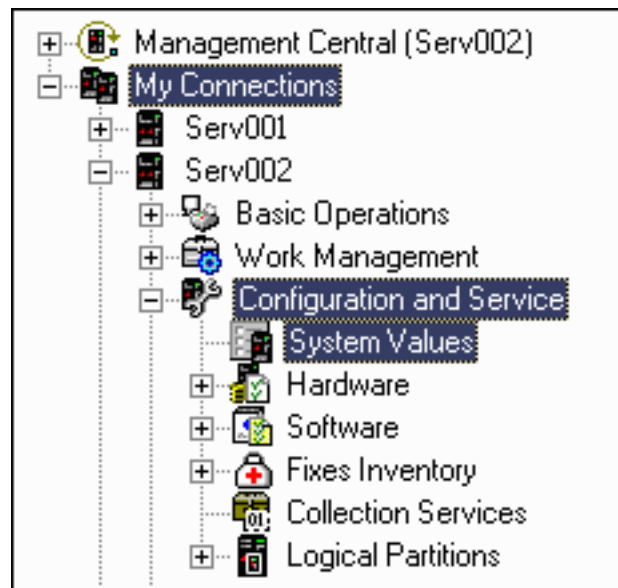 Management Central (Serv002)
My Connections
Serv001
Serv002
Basic Operations
Work Management
Configuration and Service
System Values
Hardware
Software
Fixes Inventory
Collection Services
Logical Partitions